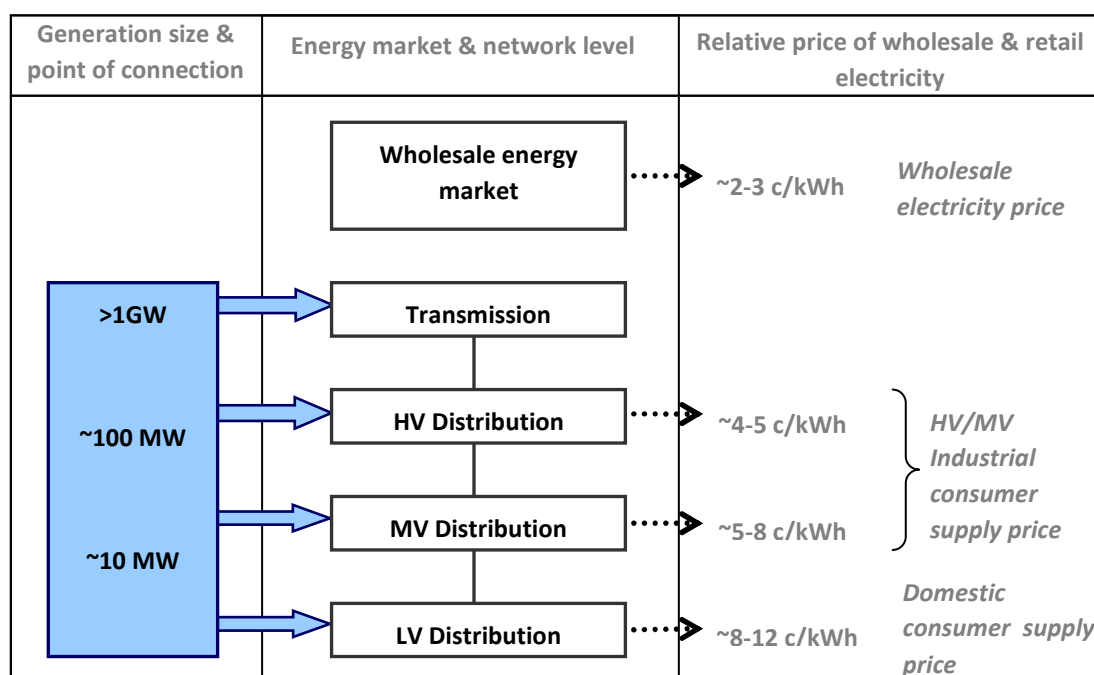 Generation size &
point of connection
Energy market & network level
Relative price of wholesale & retail
electricity
Wholesale energy
market
~2-3 c/kWh
Wholesale
electricity price
>1GW
Transmission
~100 MW
HV Distribution
~4-5 c/kWh
HV/MV
Industrial
consumer
supply price
~10 MW
MV Distribution
~5-8 c/kWh
LV Distribution
~8-12 c/kWh
Domestic
consumer supply
price